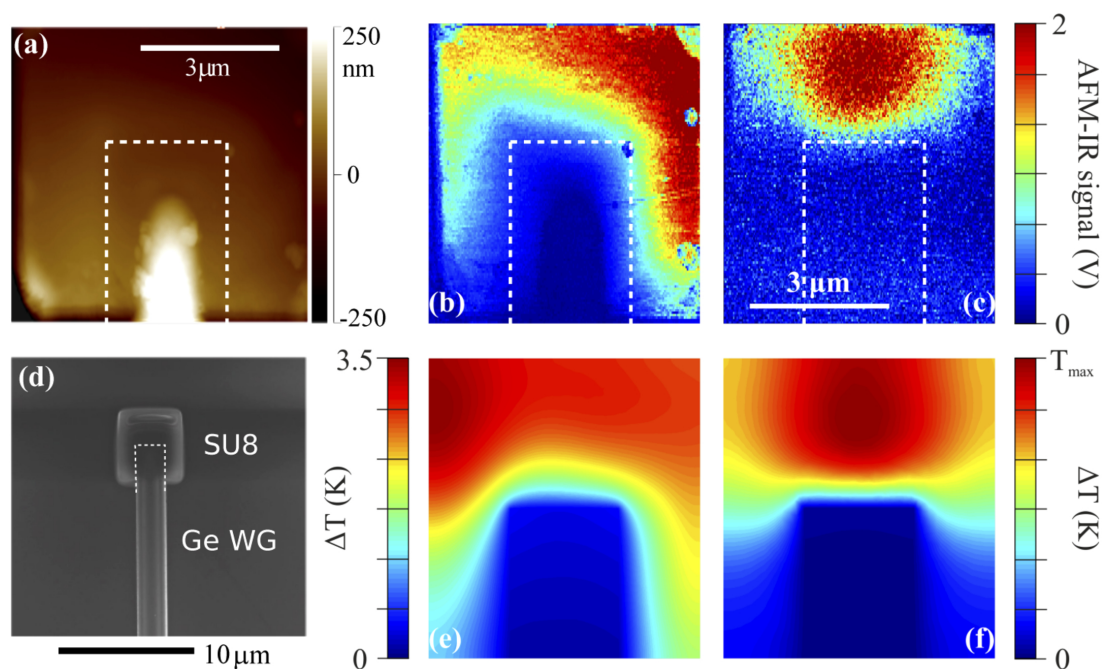 (a)
3μm
250
nm
0
-250
(b)
3 μm
(c)
2
AFM-IR signal (V)
0
(d)
SU8
Ge WG
10μm
3.5
ΔT (K)
0
(e)
(f)
Tmax
ΔT (K)
0